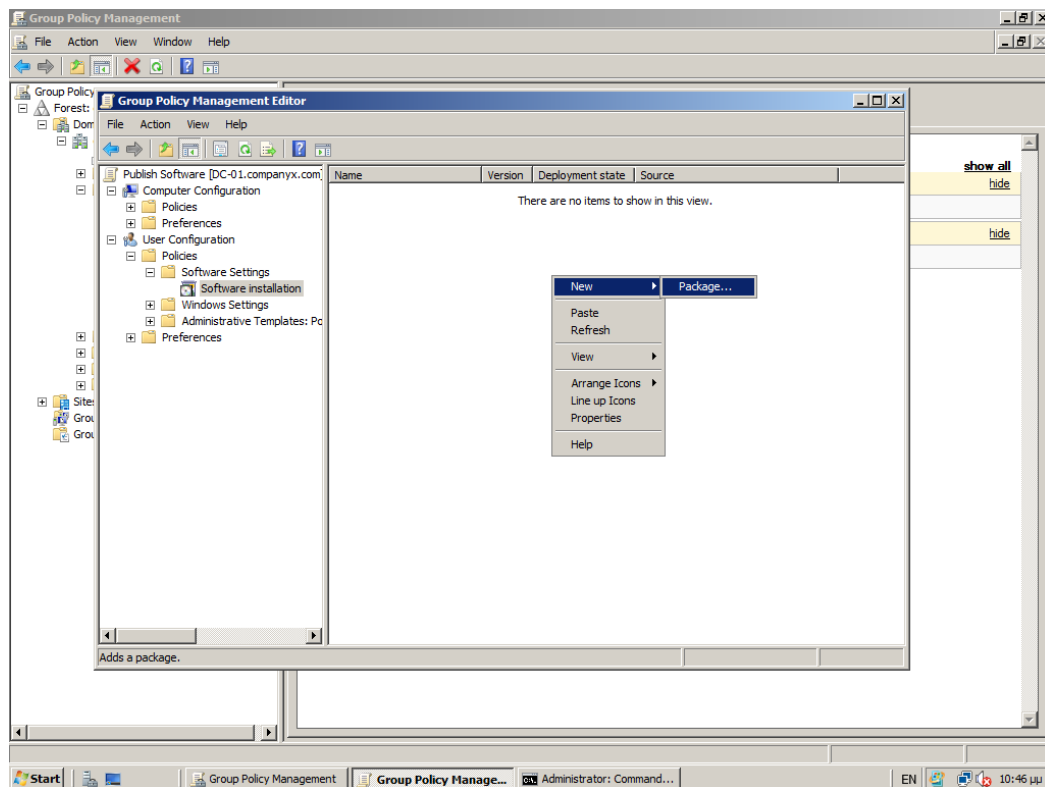 Group Policy Management
File Action View Window Help
Group Policy
Forest:
Dom
Sites
Grou
Grou
show all
hide
hide
Group Policy Management Editor
File Action View Help
Publish Software [DC-01.companyx.com]
Computer Configuration
Policies
Preferences
User Configuration
Policies
Software Settings
Software installation
Windows Settings
Administrative Templates: Po
Preferences
Name Version Deployment state Source
There are no items to show in this view.
New
Package...
Paste
Refresh
View
Arrange Icons
Line up Icons
Properties
Help
Adds a package.
Start
Group Policy Management
Group Policy Manage...
Administrator: Command...
EN
10:46 μμ